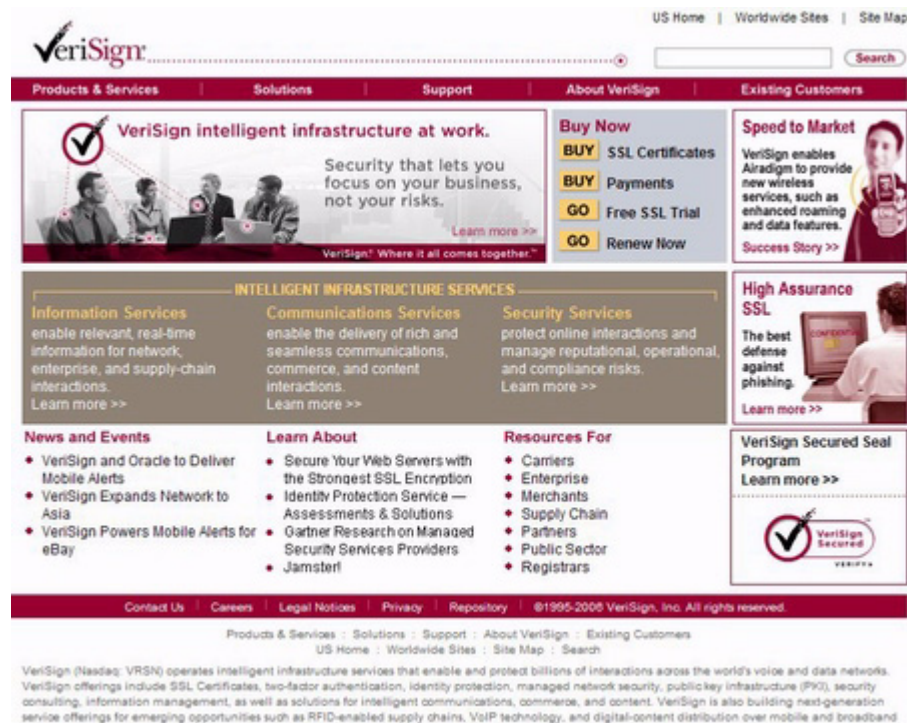 US Home | Worldwide Sites | Site Map
VeriSign
Search
Products & Services | Solutions | Support | About VeriSign | Existing Customers
VeriSign intelligent infrastructure at work.
Security that lets you
focus on your business,
not your risks.
Learn more >>
VeriSign® Where it all comes together.™
Buy Now
BUY SSL Certificates
BUY Payments
GO Free SSL Trial
GO Renew Now
Speed to Market
VeriSign enables
Airadigm to provide
new wireless
services, such as
enhanced roaming
and data features.
Success Story >>
INTELLIGENT INFRASTRUCTURE SERVICES
Information Services
enable relevant, real-time
information for network,
enterprise, and supply-chain
interactions.
Learn more >>
Communications Services
enable the delivery of rich and
seamless communications,
commerce, and content
interactions.
Learn more >>
Security Services
protect online interactions and
manage reputational, operational,
and compliance risks.
Learn more >>
High Assurance
SSL
The best
defense
against
phishing.
Learn more >>
CONFIDENTIAL
News and Events
VeriSign and Oracle to Deliver
Mobile Alerts
VeriSign Expands Network to
Asia
VeriSign Powers Mobile Alerts for
eBay
Learn About
Secure Your Web Servers with
the Strongest SSL Encryption
Identity Protection Service —
Assessments & Solutions
Gartner Research on Managed
Security Services Providers
Jamster!
Resources For
Carriers
Enterprise
Merchants
Supply Chain
Partners
Public Sector
Registrars
VeriSign Secured Seal
Program
Learn more >>
VeriSign
Secured
VERIFY
Contact Us | Careers | Legal Notices | Privacy | Repository | ©1995-2006 VeriSign, Inc. All rights reserved.
Products & Services : Solutions : Support : About VeriSign : Existing Customers
US Home : Worldwide Sites : Site Map : Search
VeriSign (Nasdaq: VRSN) operates intelligent infrastructure services that enable and protect billions of interactions across the world's voice and data networks.
VeriSign offerings include SSL Certificates, two-factor authentication, identity protection, managed network security, public key infrastructure (PKI), security
consulting, information management, as well as solutions for intelligent communications, commerce, and content. VeriSign is also building next-generation
service offerings for emerging opportunities such as RFID-enabled supply chains, VoIP technology, and digital-content distribution over mobile and broadband